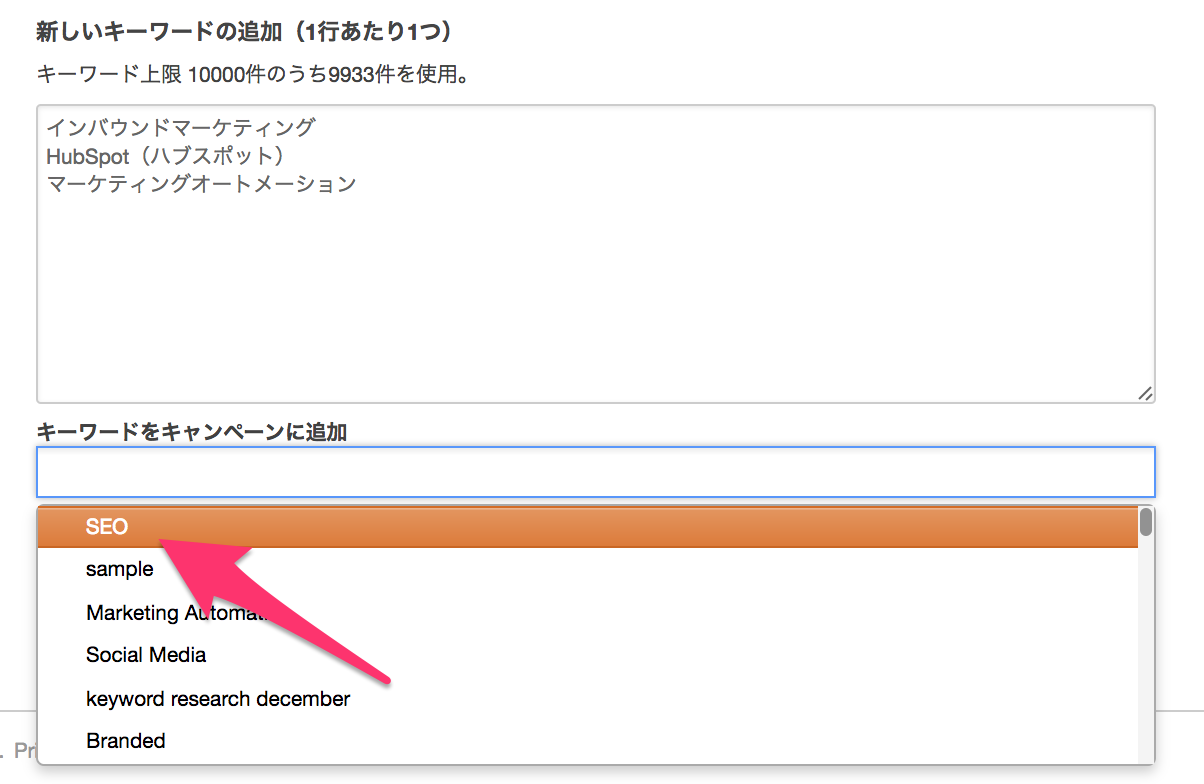 新しいキーワードの追加（1行あたり1つ）
キーワード上限 10000件のうち9933件を使用。
インバウンドマーケティング
HubSpot（ハブスポット）
マーケティングオートメーション
キーワードをキャンペーンに追加
SEO
sample
Marketing Automat
Social Media
keyword research december
Branded
. Pri